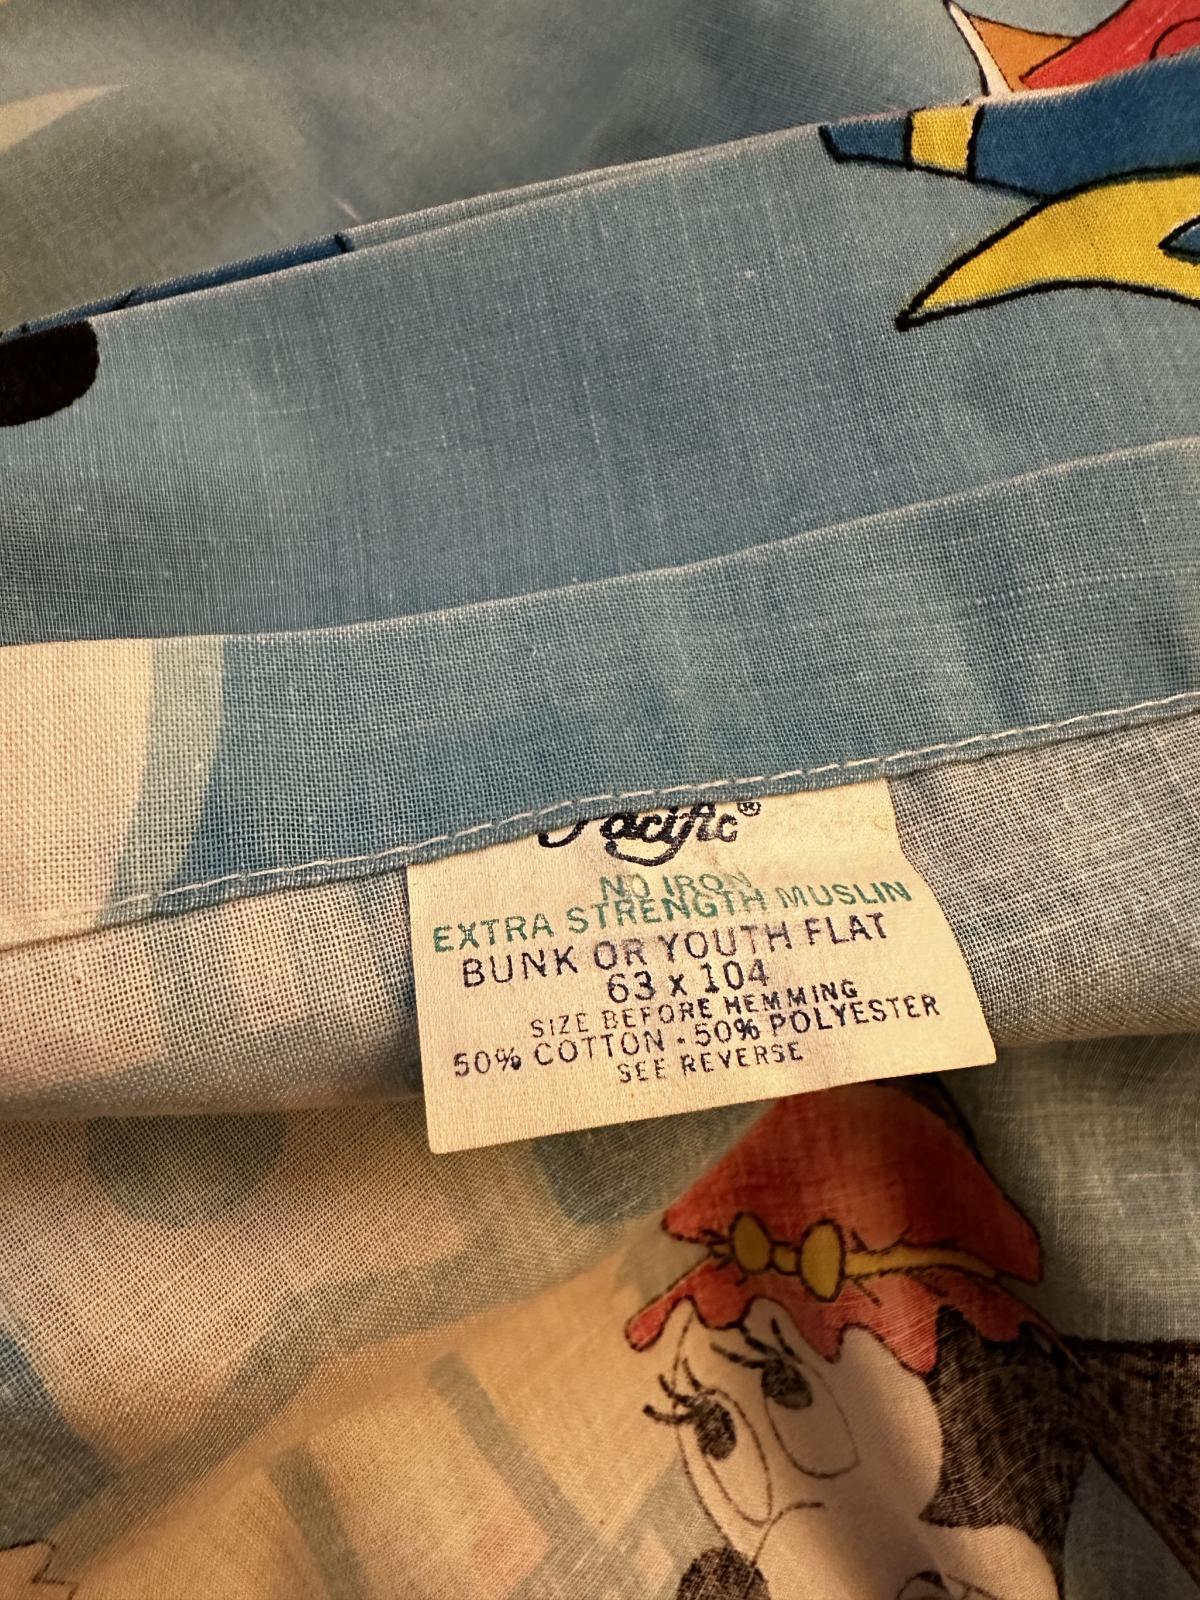 Pacific®
NO IRON
EXTRA STRENGTH MUSLIN
BUNK OR YOUTH FLAT
63 x 104
SIZE BEFORE HEMMING
50% COTTON • 50% POLYESTER
SEE REVERSE